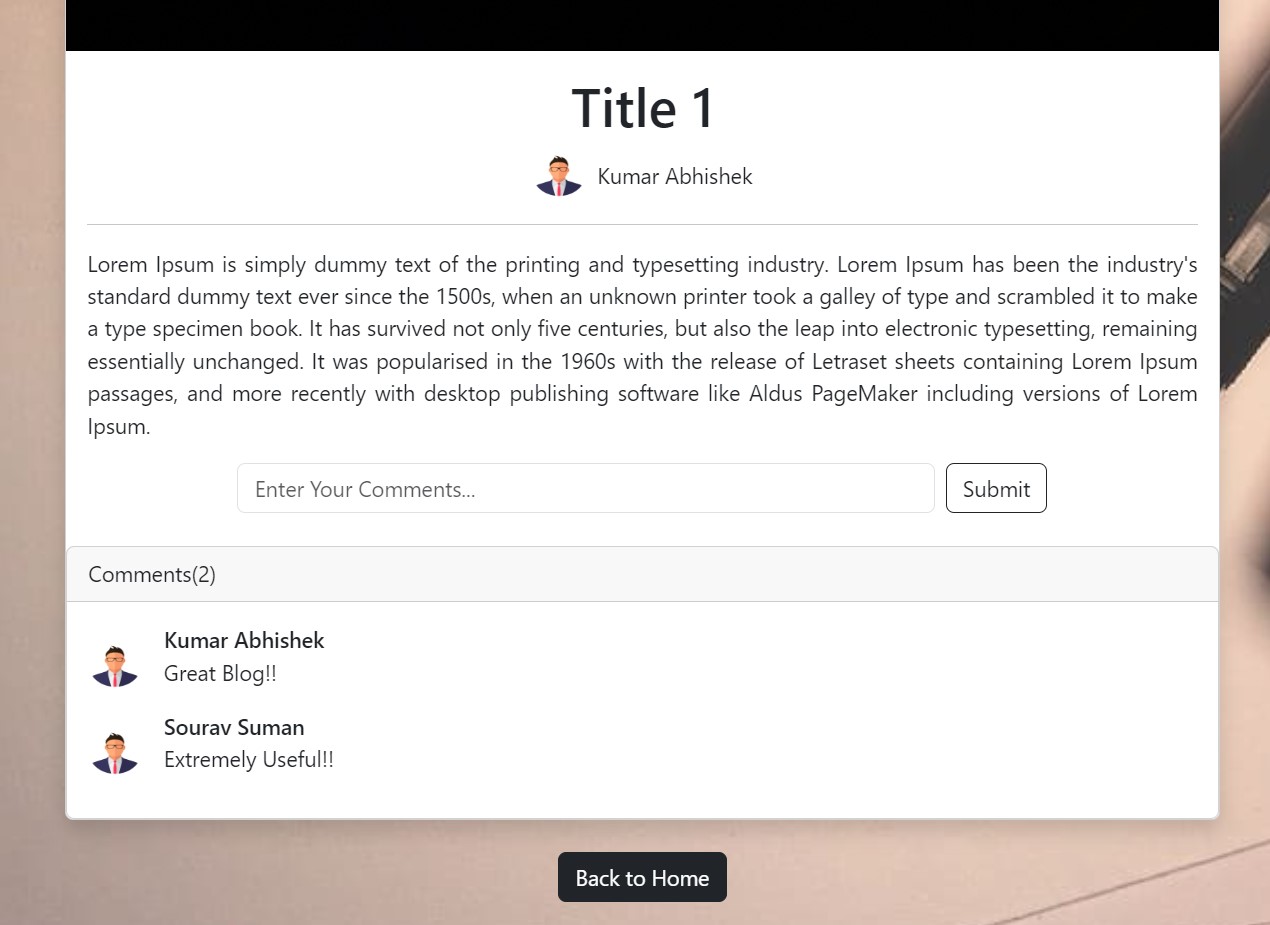 Title 1
Kumar Abhishek
Lorem Ipsum is simply dummy text of the printing and typesetting industry. Lorem Ipsum has been the industry's
standard dummy text ever since the 1500s, when an unknown printer took a galley of type and scrambled it to make
a type specimen book. It has survived not only five centuries, but also the leap into electronic typesetting, remaining
essentially unchanged. It was popularised in the 1960s with the release of Letraset sheets containing Lorem Ipsum
passages, and more recently with desktop publishing software like Aldus PageMaker including versions of Lorem
Ipsum.
Enter Your Comments...
Submit
Comments(2)
Kumar Abhishek
Great Blog!!
Sourav Suman
Extremely Useful!!
Back to Home